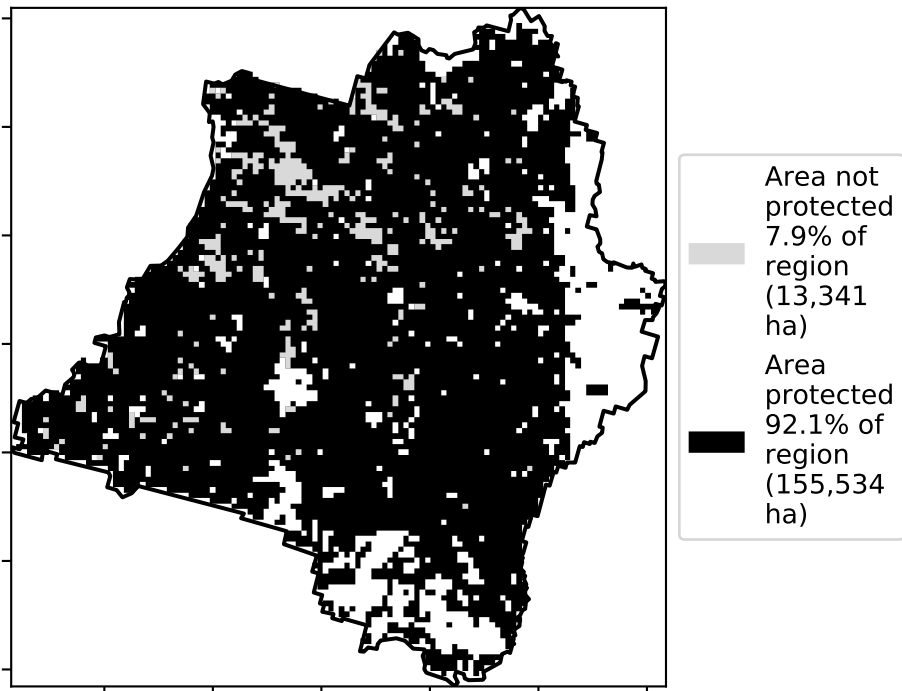 Area not
protected
7.9% of
region
(13,341
ha)
Area
protected
92.1% of
region
(155,534
ha)